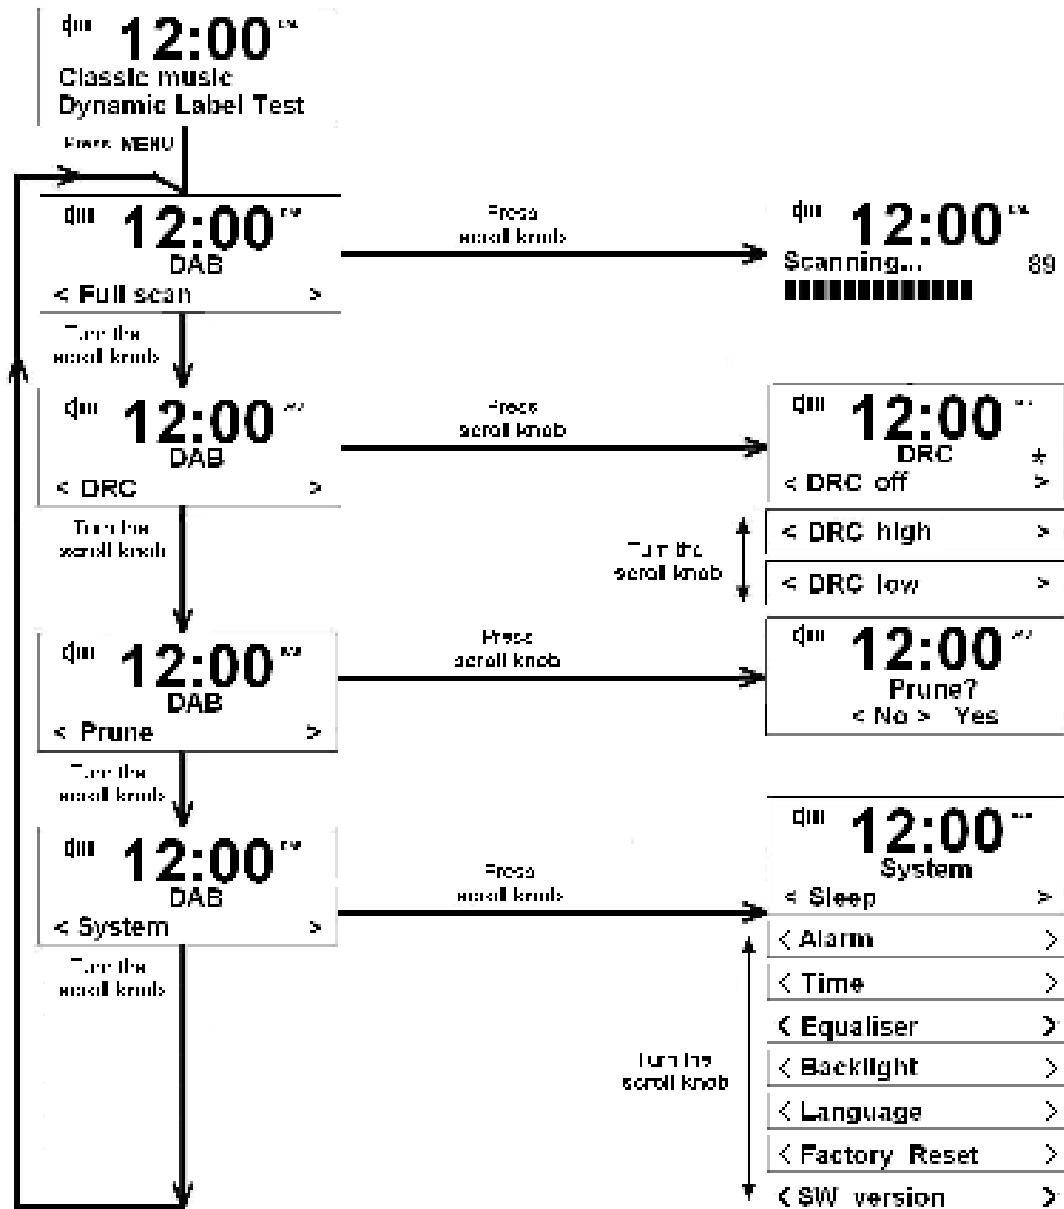 12:00
Classic music
Dynamic Label Test
Press MENU
12:00
DAB
< Full scan >
Press
scroll knob
12:00
Scanning... 89
Turn the
scroll knob
12:00
DAB
< DRC >
Press
scroll knob
12:00
DRC *
< DRC off >
Turn the
scroll knob
< DRC high >
< DRC low >
Turn the
scroll knob
12:00
DAB
< Prune >
Press
scroll knob
12:00
Prune?
< No > Yes
Turn the
scroll knob
12:00
DAB
< System >
Press
scroll knob
12:00
System
< Sleep >
< Alarm >
< Time >
< Equaliser >
< Backlight >
< Language >
< Factory Reset >
< SW version >
Turn the
scroll knob
Turn the
scroll knob